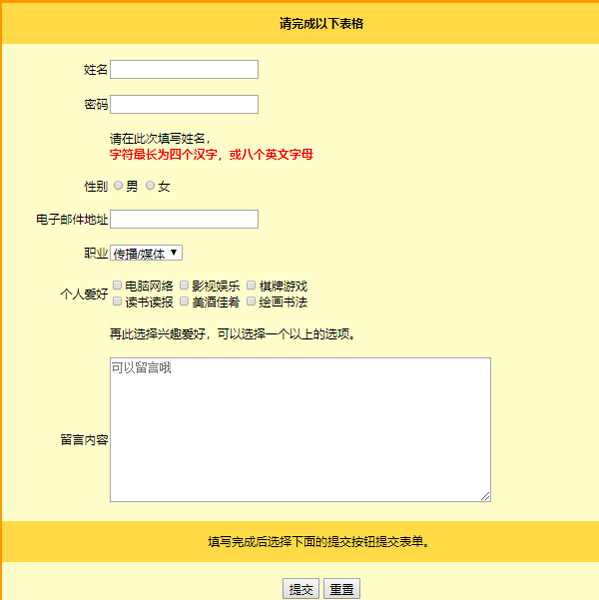 请完成以下表格
姓名
密码
请在此次填写姓名，
字符最长为四个汉字，或八个英文字母
性别 男 女
电子邮件地址
职业 传播/媒体
个人爱好 电脑网络 影视娱乐 棋牌游戏
读书读报 美酒佳肴 绘画书法
再此选择兴趣爱好，可以选择一个以上的选项。
可以留言哦
留言内容
填写完成后选择下面的提交按钮提交表单。
提交 重置